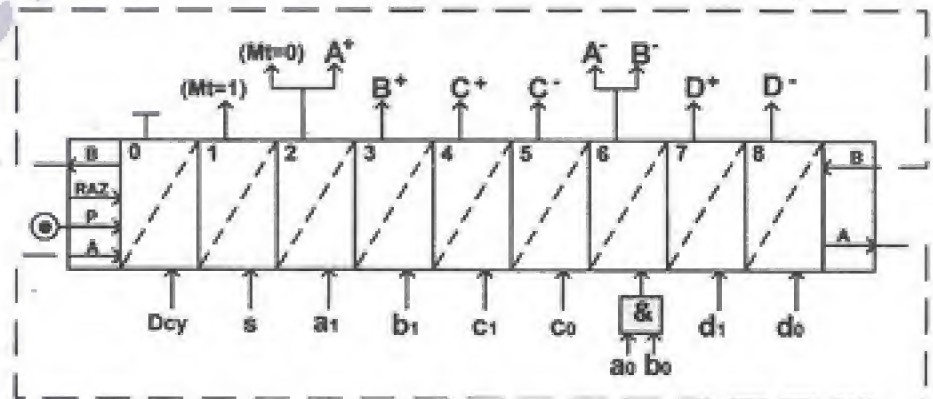 (Mt=0) A⁺ A⁻ B⁻
(Mt=1) B⁺ C⁺ C⁻ D⁺ D⁻
0 1 2 3 4 5 6 7 8
B B
RAZ
P
A A
Dcy s a₁ b₁ c₁ c₀ & d₁ d₀
a₀ b₀